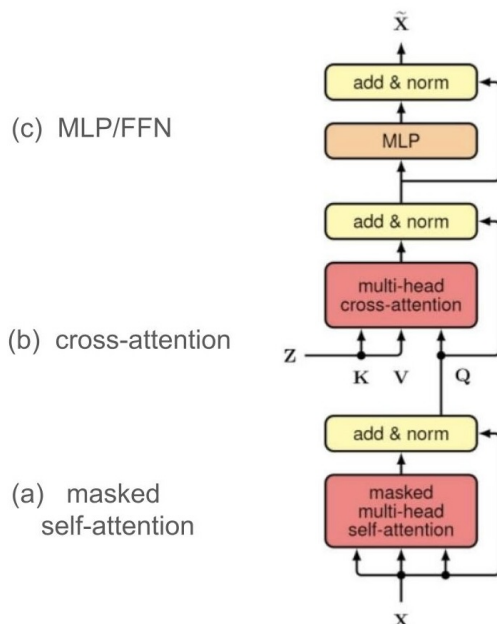 X̃
add & norm
(c) MLP/FFN
MLP
add & norm
multi-head
cross-attention
(b) cross-attention
Z
K V Q
add & norm
(a) masked
self-attention
masked
multi-head
self-attention
X